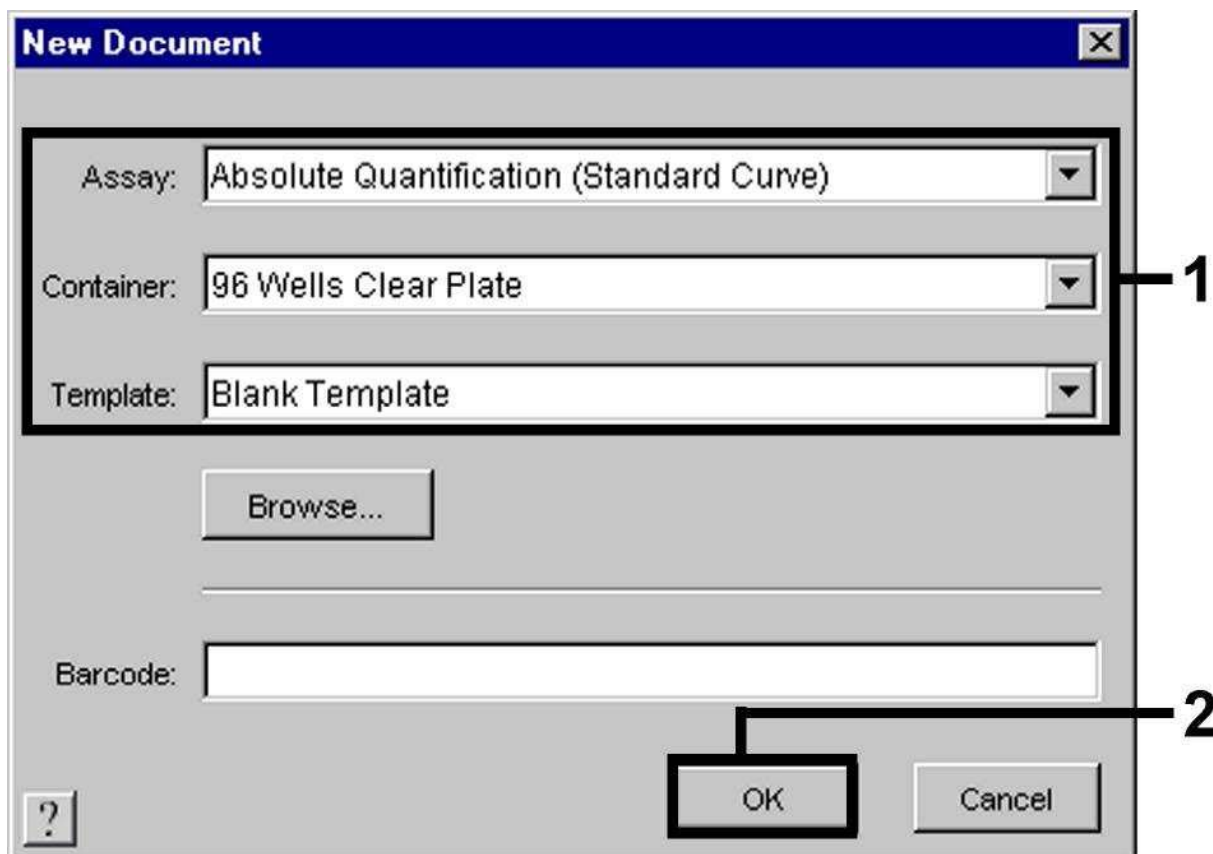 New Document
Assay: Absolute Quantification (Standard Curve)
Container: 96 Wells Clear Plate
1
Template: Blank Template
Browse...
Barcode:
2
OK Cancel
?